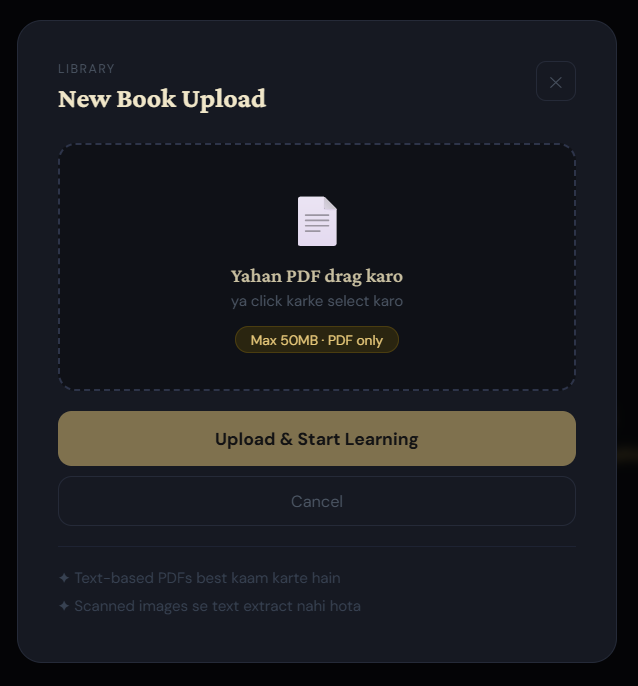 LIBRARY
New Book Upload
Yahan PDF drag karo
ya click karke select karo
Max 50MB · PDF only
Upload & Start Learning
Cancel
✦ Text-based PDFs best kaam karte hain
✦ Scanned images se text extract nahi hota